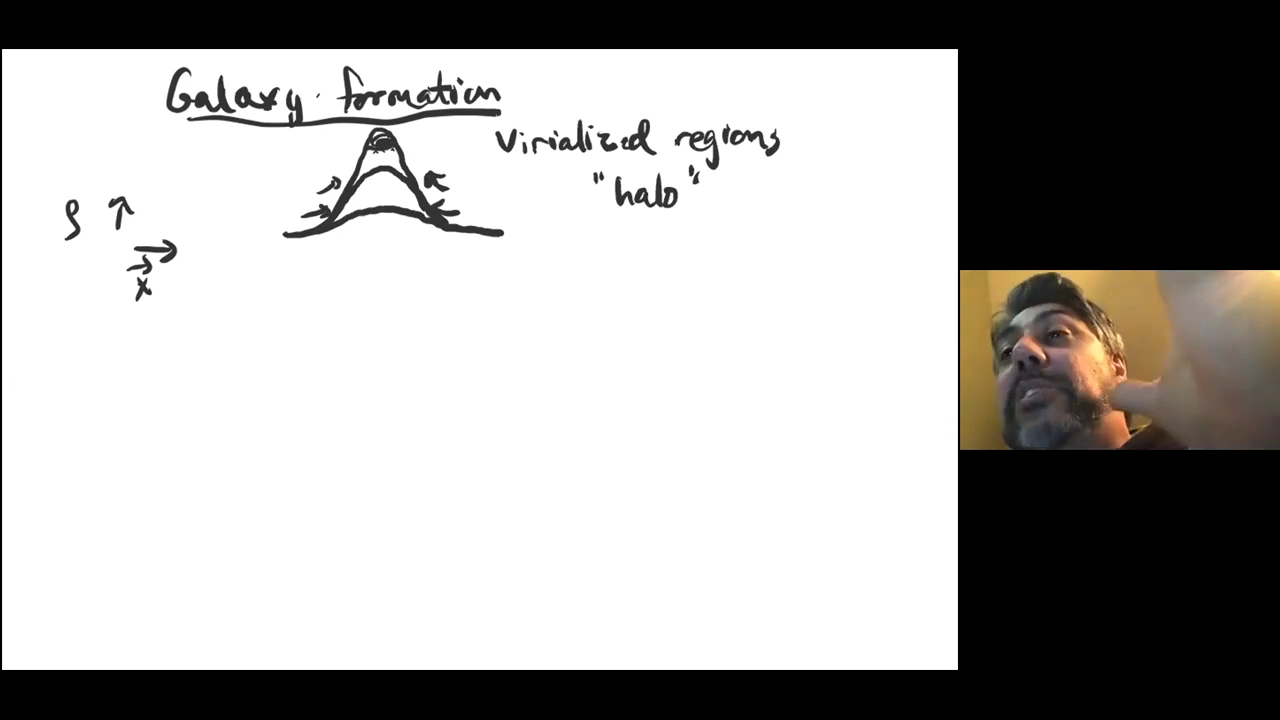 Galaxy formation
Virialized regions
"halo"
ρ ↑
→
→
x